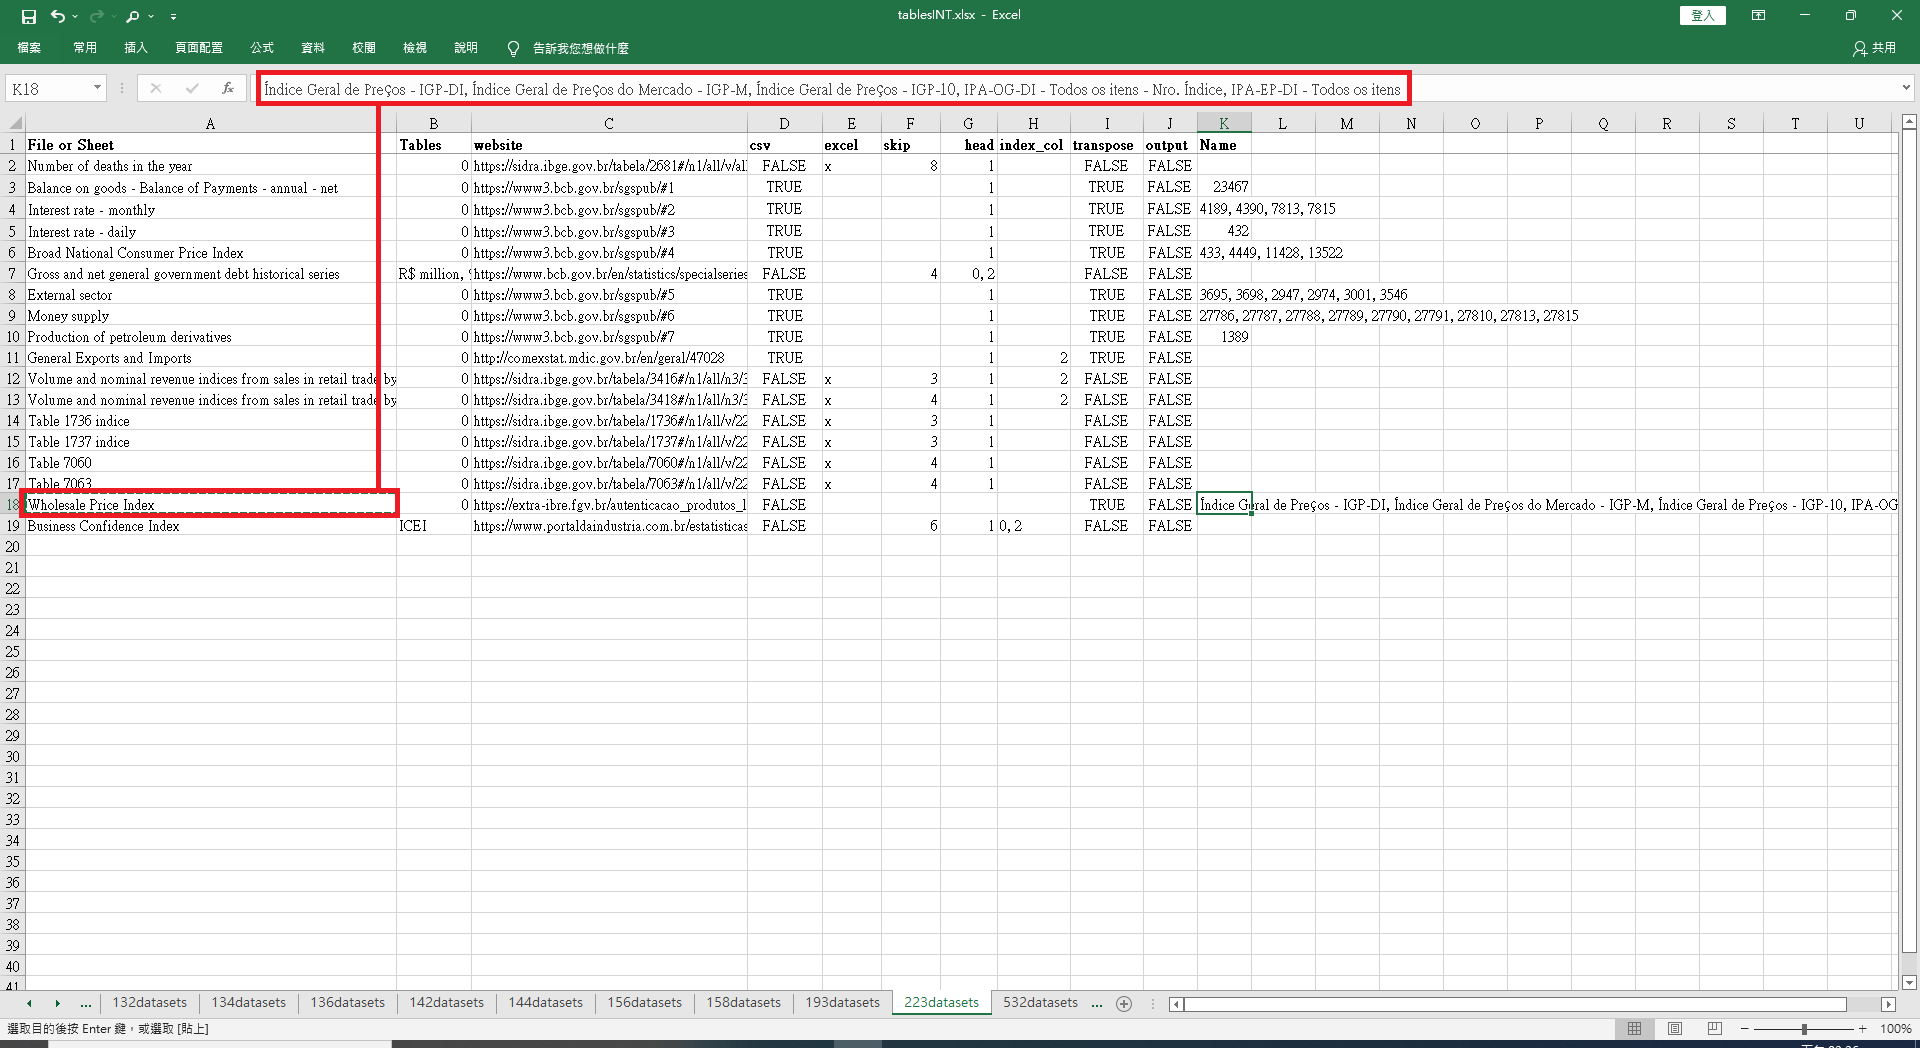 tablesINT.xlsx - Excel
登入
檔案 常用 插入 頁面配置 公式 資料 校閱 檢視 說明 告訴我您想做什麼 共用
K18 fx Índice Geral de Preços - IGP-DI, Índice Geral de Preços do Mercado - IGP-M, Índice Geral de Preços - IGP-10, IPA-OG-DI - Todos os itens - Nro. Índice, IPA-EP-DI - Todos os itens
A B C D E F G H I J K L M N O P Q R S T U
1 File or Sheet Tables website csv excel skip head index_col transpose output Name
2 Number of deaths in the year 0 https://sidra.ibge.gov.br/tabela/2681#/n1/all/v/all FALSE x 8 1 FALSE FALSE
3 Balance on goods - Balance of Payments - annual - net 0 https://www3.bcb.gov.br/sgspub/#1 TRUE 1 TRUE FALSE 23467
4 Interest rate - monthly 0 https://www3.bcb.gov.br/sgspub/#2 TRUE 1 TRUE FALSE 4189, 4390, 7813, 7815
5 Interest rate - daily 0 https://www3.bcb.gov.br/sgspub/#3 TRUE 1 TRUE FALSE 432
6 Broad National Consumer Price Index 0 https://www3.bcb.gov.br/sgspub/#4 TRUE 1 TRUE FALSE 433, 4449, 11428, 13522
7 Gross and net general government debt historical series R$ million, https://www.bcb.gov.br/en/statistics/specialseries FALSE 4 0, 2 FALSE FALSE
8 External sector 0 https://www3.bcb.gov.br/sgspub/#5 TRUE 1 TRUE FALSE 3695, 3698, 2947, 2974, 3001, 3546
9 Money supply 0 https://www3.bcb.gov.br/sgspub/#6 TRUE 1 TRUE FALSE 27786, 27787, 27788, 27789, 27790, 27791, 27810, 27813, 27815
10 Production of petroleum derivatives 0 https://www3.bcb.gov.br/sgspub/#7 TRUE 1 TRUE FALSE 1389
11 General Exports and Imports 0 http://comexstat.mdic.gov.br/en/geral/47028 TRUE 1 2 TRUE FALSE
12 Volume and nominal revenue indices from sales in retail trade by 0 https://sidra.ibge.gov.br/tabela/3416#/n1/all/n3/3 FALSE x 3 1 2 FALSE FALSE
13 Volume and nominal revenue indices from sales in retail trade by 0 https://sidra.ibge.gov.br/tabela/3418#/n1/all/n3/3 FALSE x 4 1 2 FALSE FALSE
14 Table 1736 indice 0 https://sidra.ibge.gov.br/tabela/1736#/n1/all/v/22 FALSE x 3 1 FALSE FALSE
15 Table 1737 indice 0 https://sidra.ibge.gov.br/tabela/1737#/n1/all/v/22 FALSE x 3 1 FALSE FALSE
16 Table 7060 0 https://sidra.ibge.gov.br/tabela/7060#/n1/all/v/22 FALSE x 4 1 FALSE FALSE
17 Table 7063 0 https://sidra.ibge.gov.br/tabela/7063#/n1/all/v/22 FALSE x 4 1 FALSE FALSE
18 Wholesale Price Index 0 https://extra-ibre.fgv.br/autenticacao_produtos_l FALSE TRUE FALSE Índice Geral de Preços - IGP-DI, Índice Geral de Preços do Mercado - IGP-M, Índice Geral de Preços - IGP-10, IPA-OG
19 Business Confidence Index ICEI https://www.portaldaindustria.com.br/estatisticas FALSE 6 1 0, 2 FALSE FALSE
20
21
22
23
24
25
26
27
28
29
30
31
32
33
34
35
36
37
38
39
40
41
... 132datasets 134datasets 136datasets 142datasets 144datasets 156datasets 158datasets 193datasets 223datasets 532datasets ...
選取目的後按 Enter 鍵，或選取 [貼上] 100%